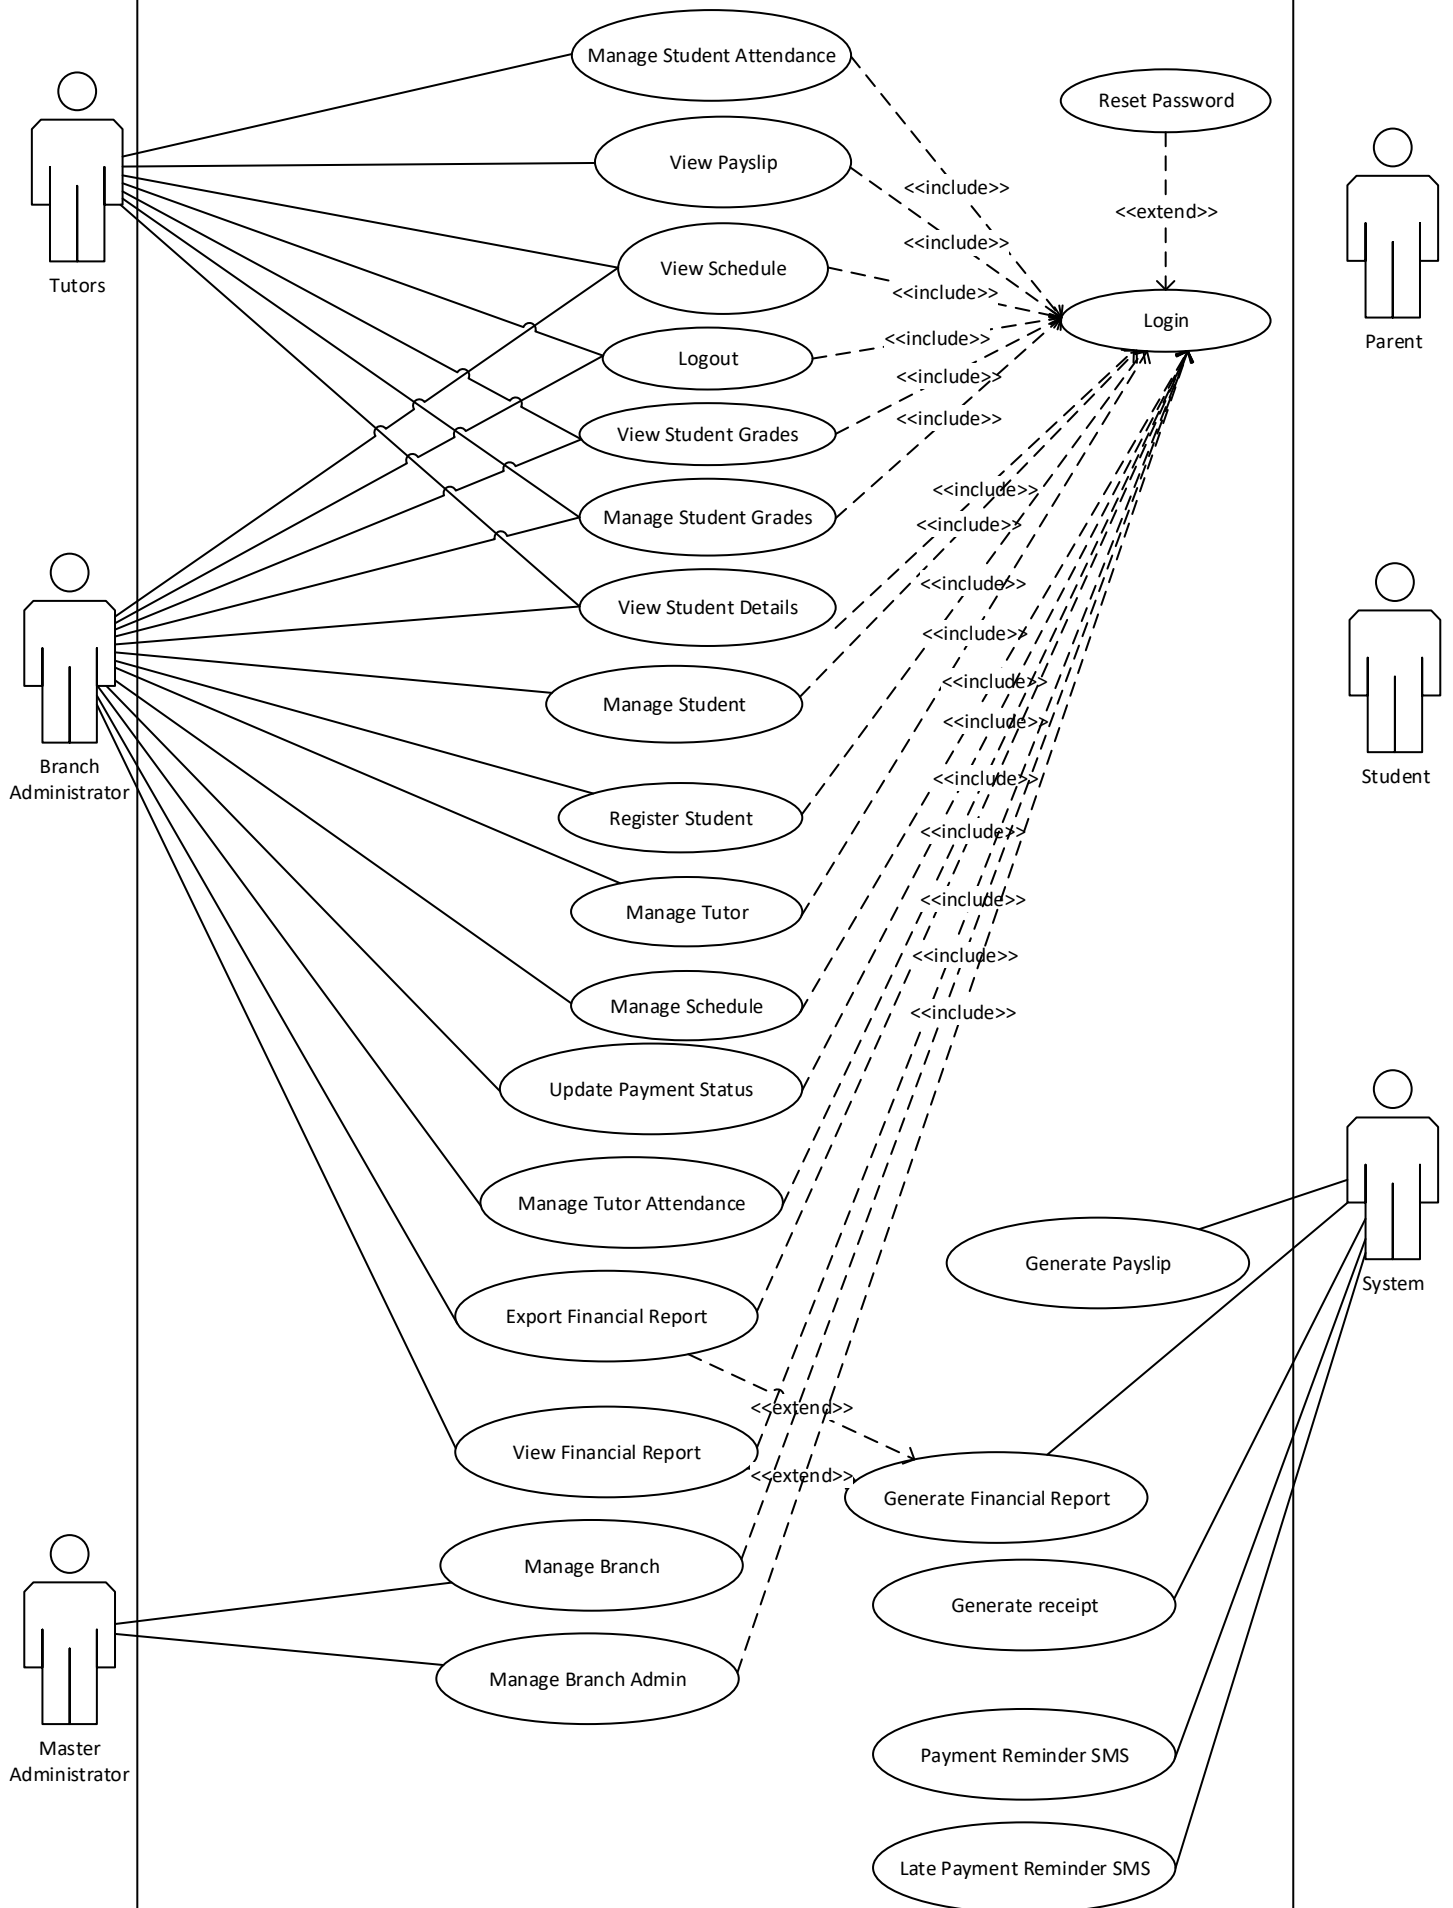 Manage Student Attendance
Reset Password
View Payslip
<<include>>
<<extend>>
<<include>>
View Schedule
Tutors
<<include>>
Login
<<include>>
Parent
Logout
<<include>>
<<include>>
View Student Grades
<<include>>
Manage Student Grades
<<include>>
<<include>>
View Student Details
<<include>>
<<include>>
Manage Student
<<include>>
<<include>>
Branch
Administrator
Student
<<include>>
Register Student
<<include>>
<<include>>
Manage Tutor
<<include>>
Manage Schedule
<<include>>
Update Payment Status
Manage Tutor Attendance
Generate Payslip
System
Export Financial Report
<<extend>>
View Financial Report
<<extend>>
Generate Financial Report
Manage Branch
Generate receipt
Manage Branch Admin
Master
Administrator
Payment Reminder SMS
Late Payment Reminder SMS